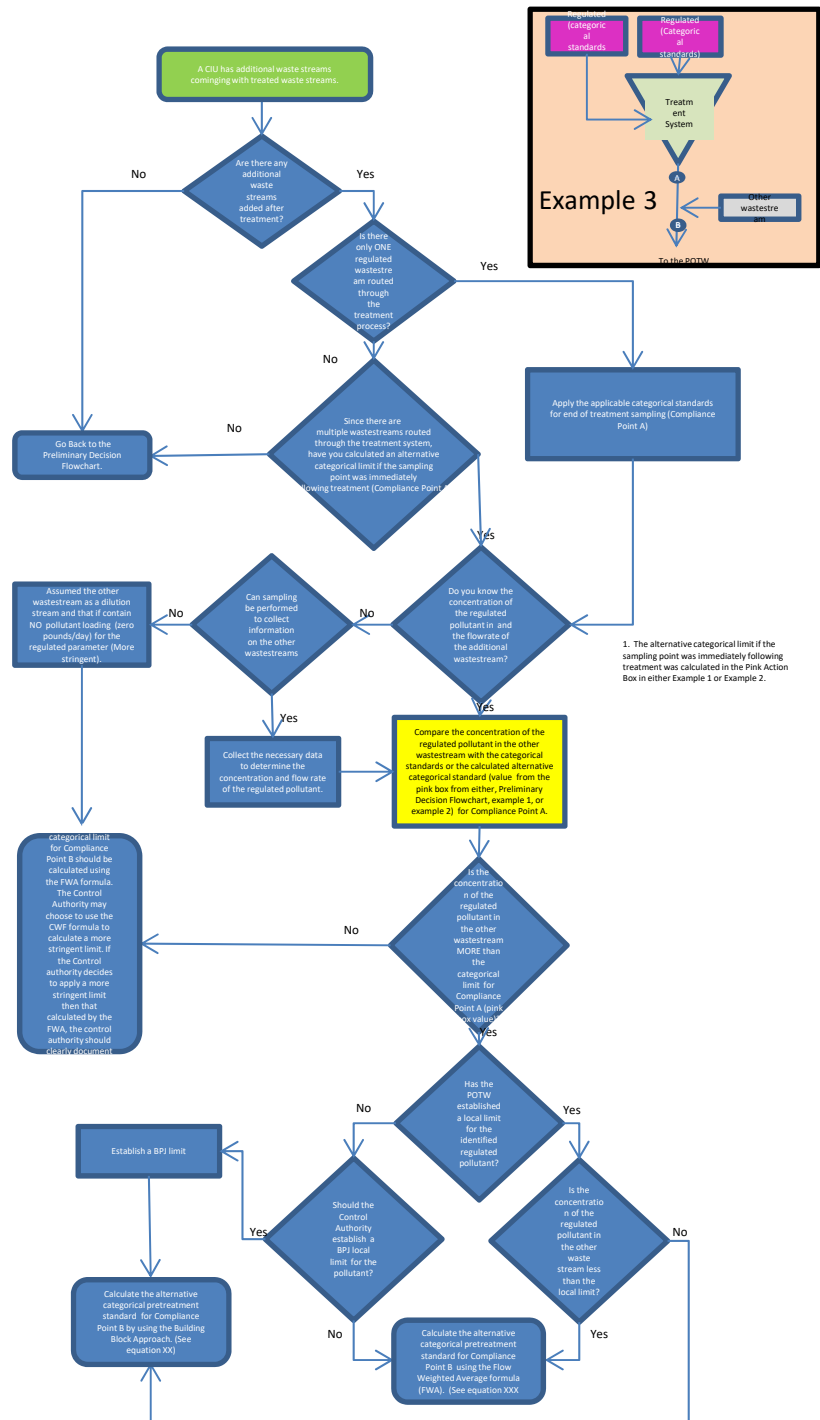 Regulated
(categoric
al
standards
Regulated
(Categoric
al
standards)
Treatm
ent
System
A
Example 3
Other
wastestre
am
B
To the POTW
A CIU has additional waste streams
cominging with treated waste streams.
Are there any
additional
waste
streams
added after
treatment?
No
Yes
Is there
only ONE
regulated
wastestre
am routed
through
the
treatment
process?
Yes
No
Apply the applicable categorical standards
for end of treatment sampling (Compliance
Point A)
Since there are
multiple wastestreams routed
through the treatment system,
have you calculated an alternative
categorical limit if the sampling
point was immediately
llowing treatment (Compliance Point
No
Go Back to the
Preliminary Decision
Flowchart.
Yes
Do you know the
concentration of
the regulated
pollutant in and
the flowrate of
the additional
wastestream?
No
Can sampling
be performed
to collect
information
on the other
wastestreams
No
Assumed the other
wastestream as a dilution
stream and that if contain
NO pollutant loading (zero
pounds/day) for the
regulated parameter (More
stringent).
1. The alternative categorical limit if the
sampling point was immediately following
treatment was calculated in the Pink Action
Box in either Example 1 or Example 2.
Yes
Yes
Collect the necessary data
to determine the
concentration and flow rate
of the regulated pollutant.
Compare the concentration of the
regulated pollutant in the other
wastestream with the categorical
standards or the calculated alternative
categorical standard (value from the
pink box from either, Preliminary
Decision Flowchart, example 1, or
example 2) for Compliance Point A.
categorical limit
for Compliance
Point B should be
calculated using
the FWA formula.
The Control
Authority may
choose to use the
CWF formula to
calculate a more
stringent limit. If
the Control
authority decides
to apply a more
stringent limit
then that
calculated by the
FWA, the control
authority should
clearly document
Is the
concentratio
n of the
regulated
pollutant in
the other
wastestream
MORE than
the
categorical
limit for
Compliance
Point A (pink
ox value)
No
Yes
Has the
POTW
established
a local limit
for the
identified
regulated
pollutant?
No
Yes
Establish a BPJ limit
Should the
Control
Authority
establish a
BPJ local
limit for the
pollutant?
Yes
Is the
concentratio
n of the
regulated
pollutant in
the other
waste
stream less
than the
local limit?
No
Calculate the alternative
categorical pretreatment
standard for Compliance
Point B by using the Building
Block Approach. (See
equation XX)
No
Yes
Calculate the alternative
categorical pretreatment
standard for Compliance
Point B using the Flow
Weighted Average formula
(FWA). (See equation XXX